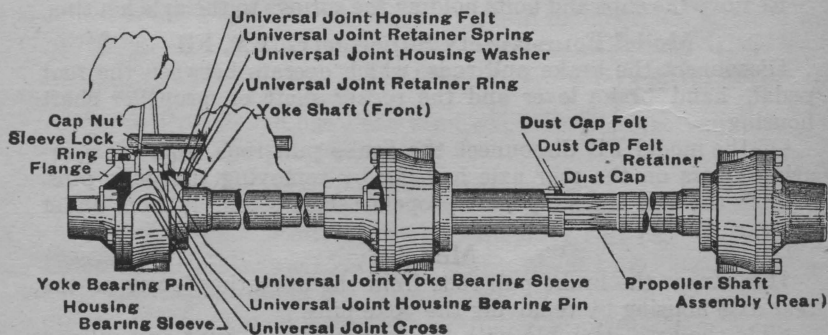 Universal Joint Housing Felt
Universal Joint Retainer Spring
Universal Joint Housing Washer
Universal Joint Retainer Ring
Yoke Shaft (Front)
Cap Nut
Sleeve Lock
Ring
Flange
Dust Cap Felt
Dust Cap Felt
Retainer
Dust Cap
Yoke Bearing Pin
Housing
Bearing Sleeve
Universal Joint Yoke Bearing Sleeve
Universal Joint Housing Bearing Pin
Universal Joint Cross
Propeller Shaft
Assembly (Rear)